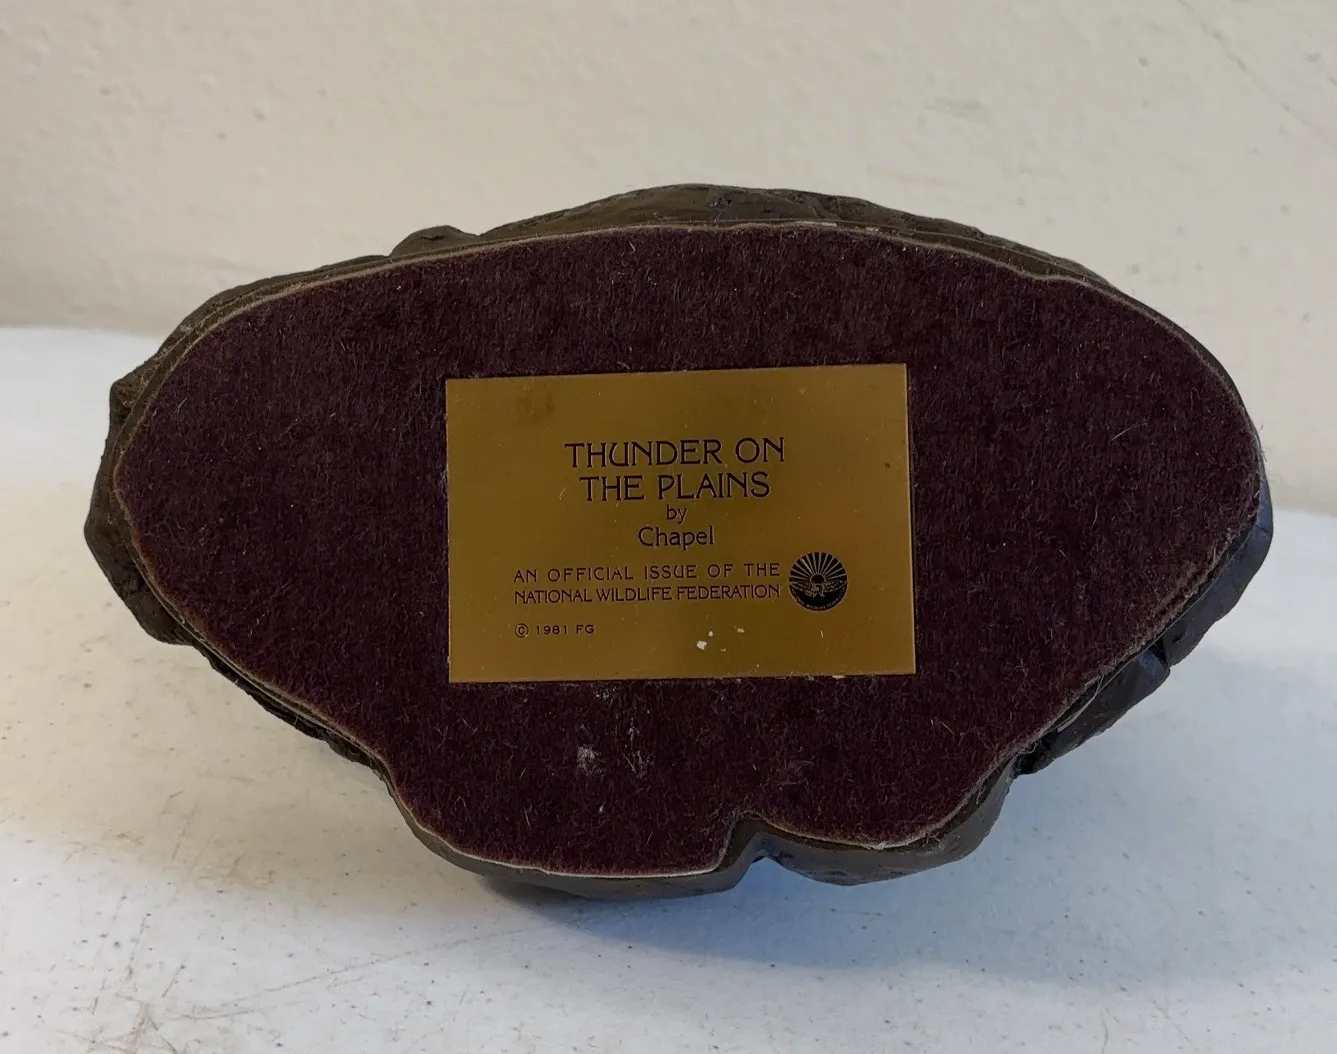 THUNDER ON
THE PLAINS
by
Chapel
AN OFFICIAL ISSUE OF THE
NATIONAL WILDLIFE FEDERATION
© 1981 FG